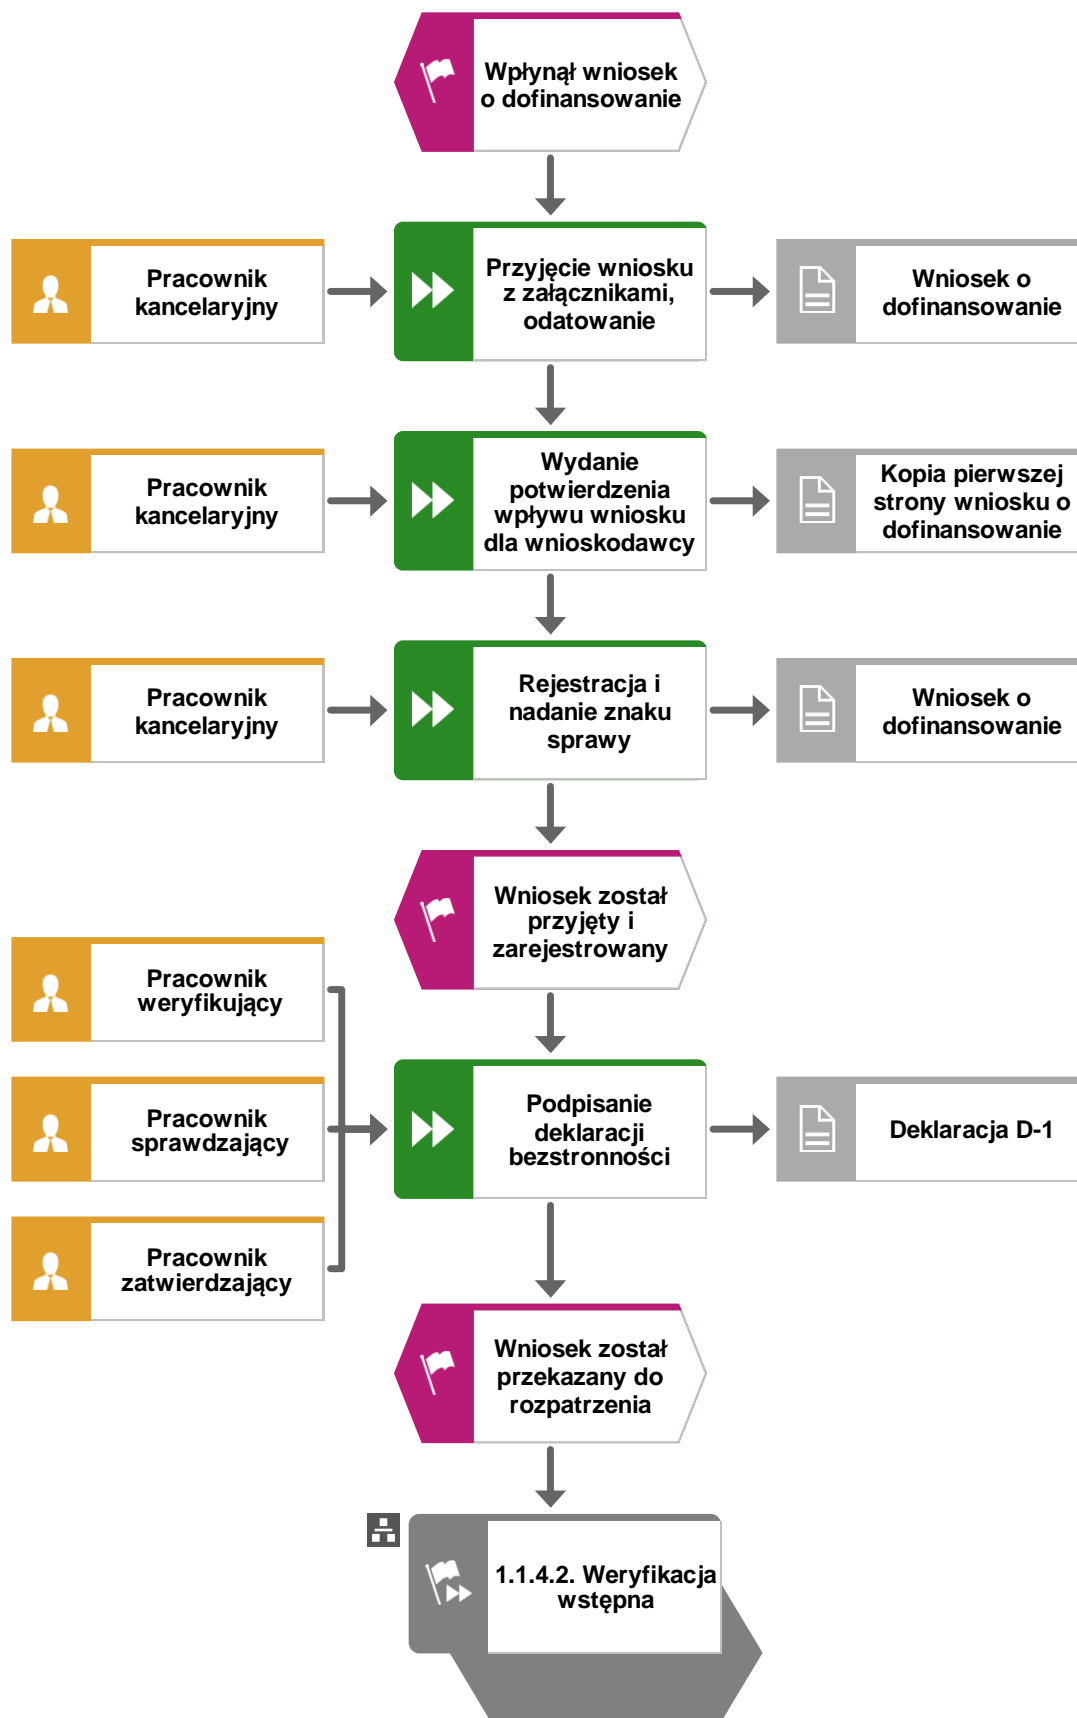 Wpłynął wniosek
o dofinansowanie
Pracownik
kancelaryjny
Przyjęcie wniosku
z załącznikami,
odatowanie
Wniosek o
dofinansowanie
Pracownik
kancelaryjny
Wydanie
potwierdzenia
wpływu wniosku
dla wnioskodawcy
Kopia pierwszej
strony wniosku o
dofinansowanie
Pracownik
kancelaryjny
Rejestracja i
nadanie znaku
sprawy
Wniosek o
dofinansowanie
Wniosek został
przyjęty i
zarejestrowany
Pracownik
weryfikujący
Pracownik
sprawdzający
Pracownik
zatwierdzający
Podpisanie
deklaracji
bezstronności
Deklaracja D-1
Wniosek został
przekazany do
rozpatrzenia
1.1.4.2. Weryfikacja
wstępna